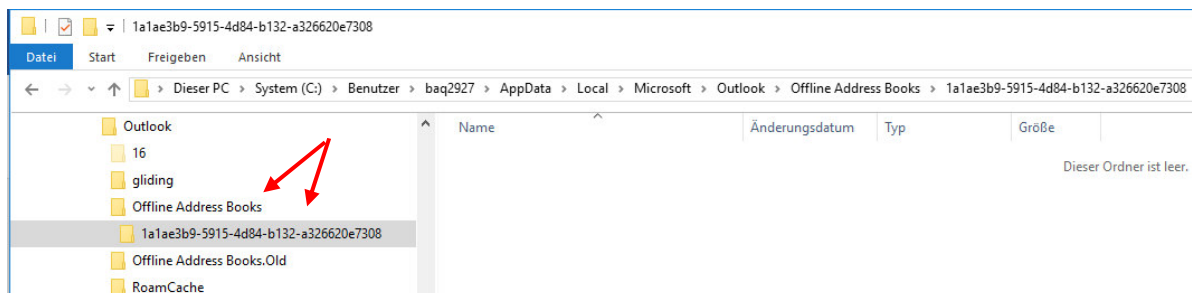 1a1ae3b9-5915-4d84-b132-a326620e7308
Datei Start Freigeben Ansicht
Dieser PC > System (C:) > Benutzer > baq2927 > AppData > Local > Microsoft > Outlook > Offline Address Books > 1a1ae3b9-5915-4d84-b132-a326620e7308
Name Änderungsdatum Typ Größe
Dieser Ordner ist leer.
Outlook
16
gliding
Offline Address Books
1a1ae3b9-5915-4d84-b132-a326620e7308
Offline Address Books.Old
RoamCache